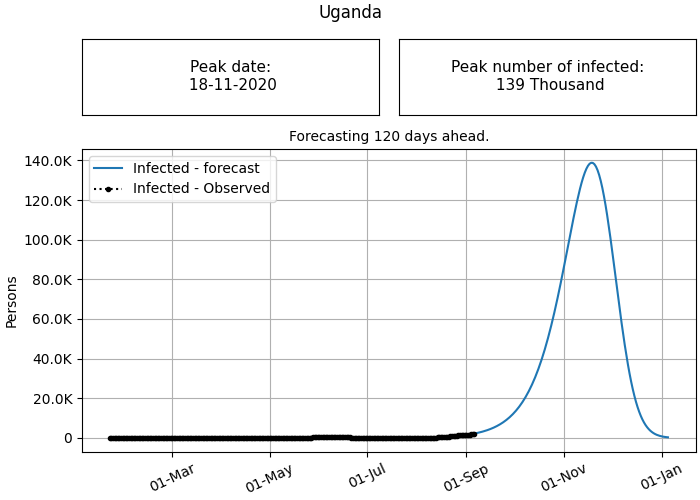 Uganda
Peak date:
18-11-2020
Peak number of infected:
139 Thousand
Forecasting 120 days ahead.
Infected - forecast
Infected - Observed
140.0K
120.0K
100.0K
80.0K
60.0K
40.0K
20.0K
0
Persons
01-Mar
01-May
01-Jul
01-Sep
01-Nov
01-Jan